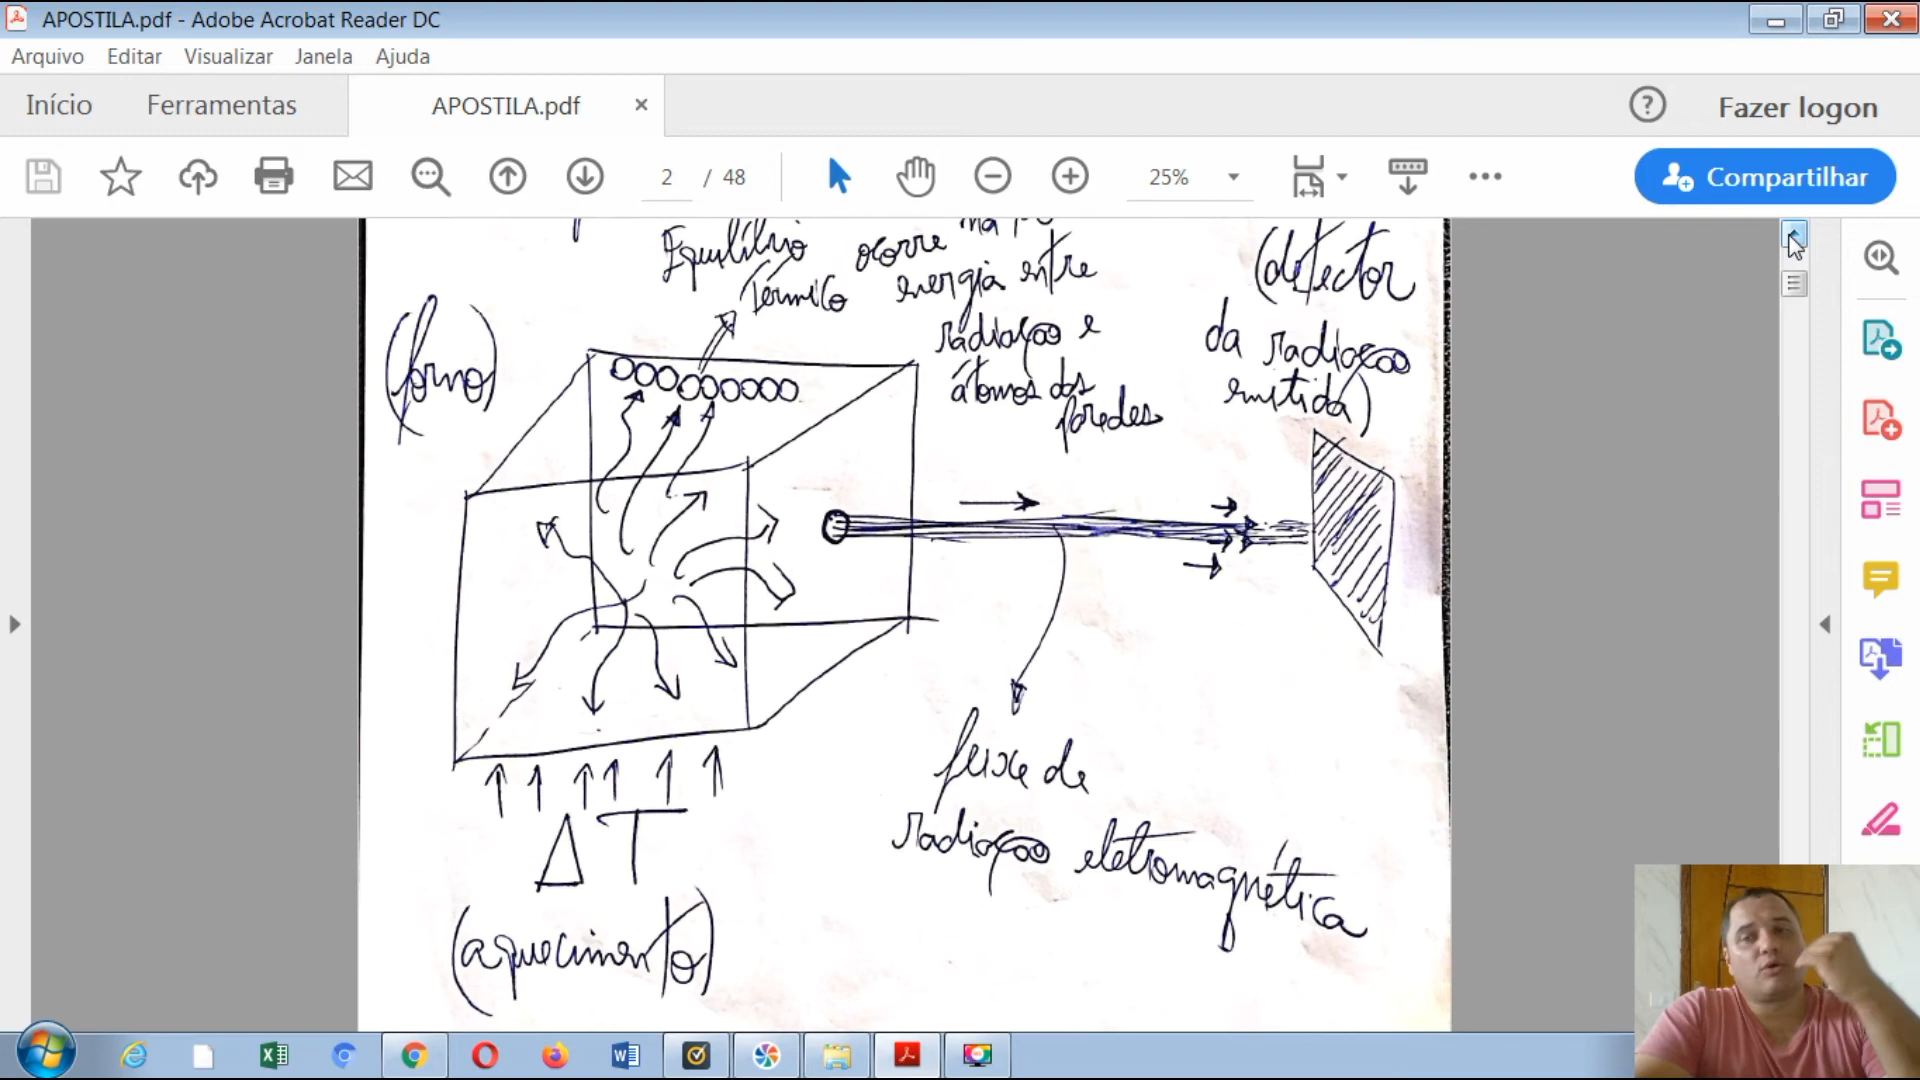 APOSTILA.pdf - Adobe Acrobat Reader DC
Arquivo Editar Visualizar Janela Ajuda
Início Ferramentas APOSTILA.pdf × Fazer logon
2 / 48 25% Compartilhar
Equilíbrio ocorre
Térmico energia entre
radiação e
átomos das
paredes
(detector
da radiação
emitida)
(forno)
feixe de
radiação eletromagnética
ΔT
(aquecimento)